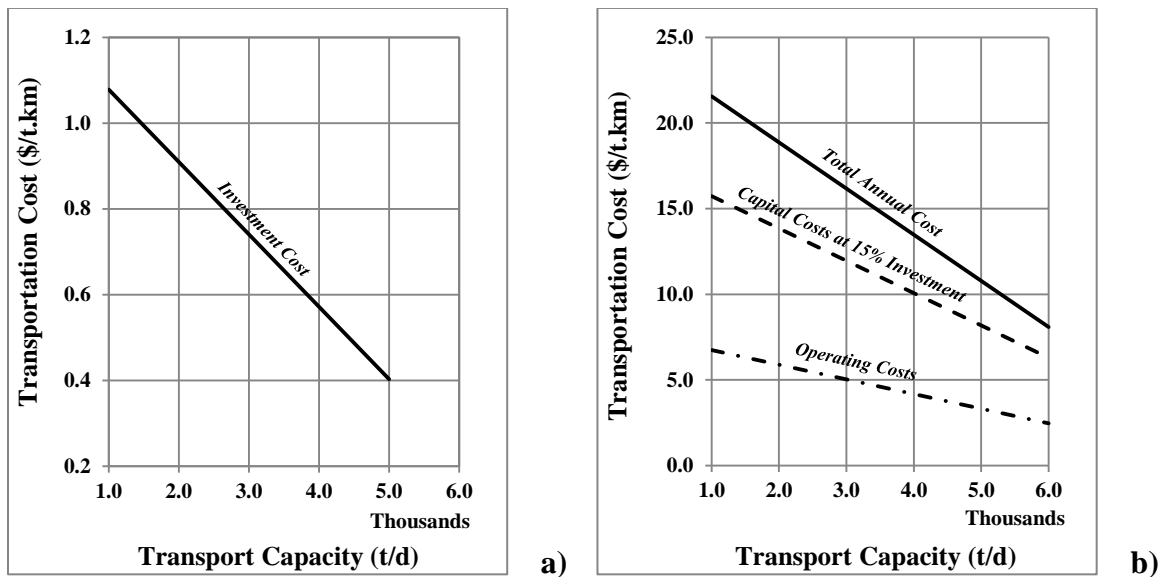 Transportation Cost ($/t.km)
1.2
1.0
0.8
0.6
0.4
0.2
Investment Cost
1.0 2.0 3.0 4.0 5.0 6.0
Thousands
Transport Capacity (t/d)
a)
Transportation Cost ($/t.km)
25.0
20.0
15.0
10.0
5.0
0.0
Total Annual Cost
Capital Costs at 15% Investment
Operating Costs
1.0 2.0 3.0 4.0 5.0 6.0
Thousands
Transport Capacity (t/d)
b)